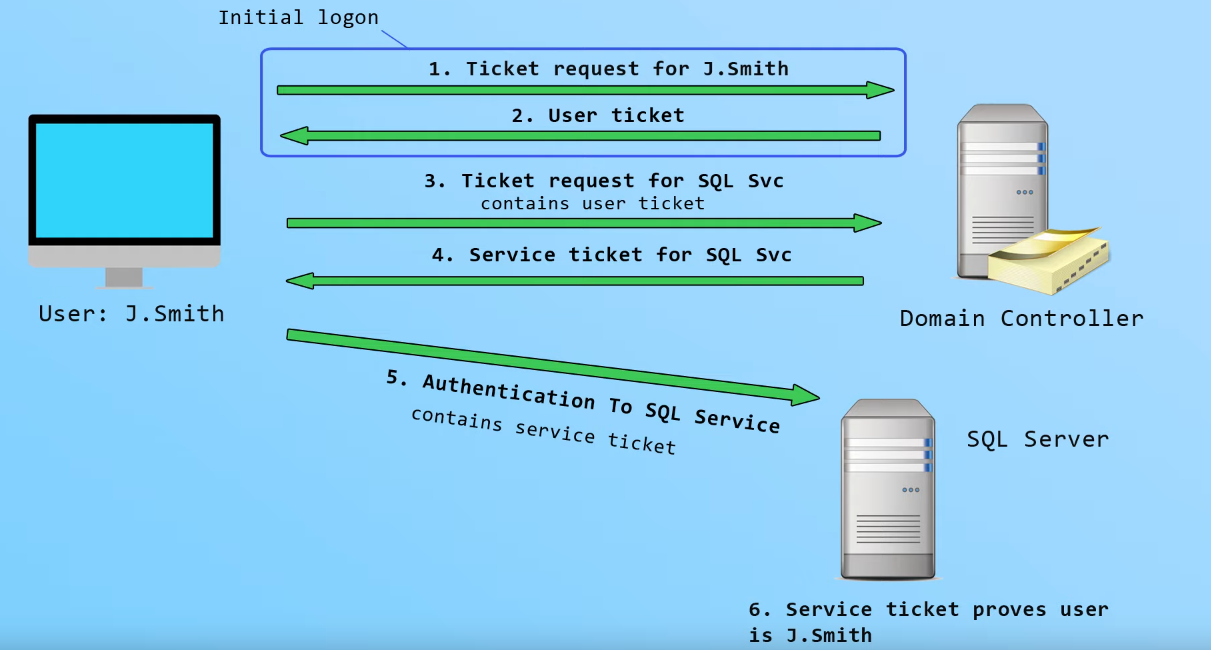 Initial logon
1. Ticket request for J.Smith
2. User ticket
3. Ticket request for SQL Svc
contains user ticket
4. Service ticket for SQL Svc
User: J.Smith
Domain Controller
5. Authentication To SQL Service
contains service ticket
SQL Server
6. Service ticket proves user
is J.Smith